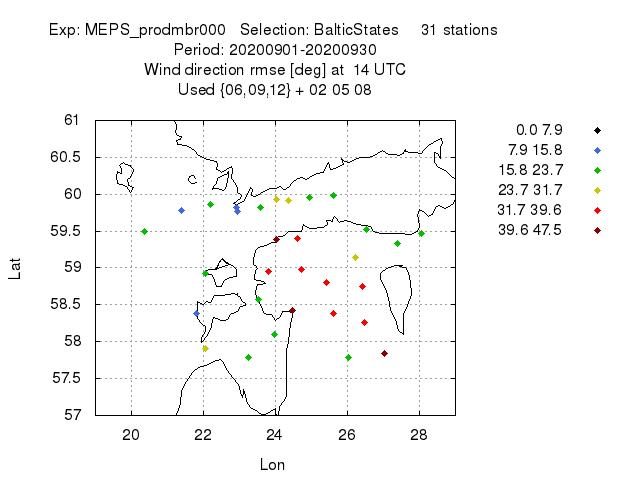 Exp: MEPS_prodmbr000 Selection: BalticStates 31 stations
Period: 20200901-20200930
Wind direction rmse [deg] at 14 UTC
Used {06,09,12} + 02 05 08
61
60.5
60
59.5
59
58.5
58
57.5
57
Lat
20 22 24 26 28
Lon
0.0 7.9
7.9 15.8
15.8 23.7
23.7 31.7
31.7 39.6
39.6 47.5